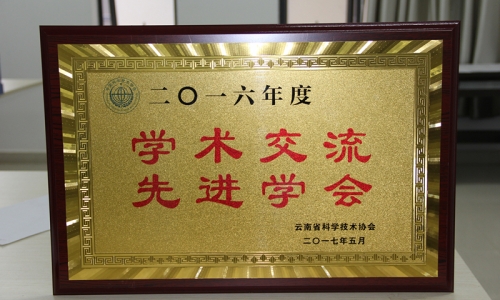 二〇一六年度
学术交流
先进学会
云南省科学技术协会
二〇一七年五月